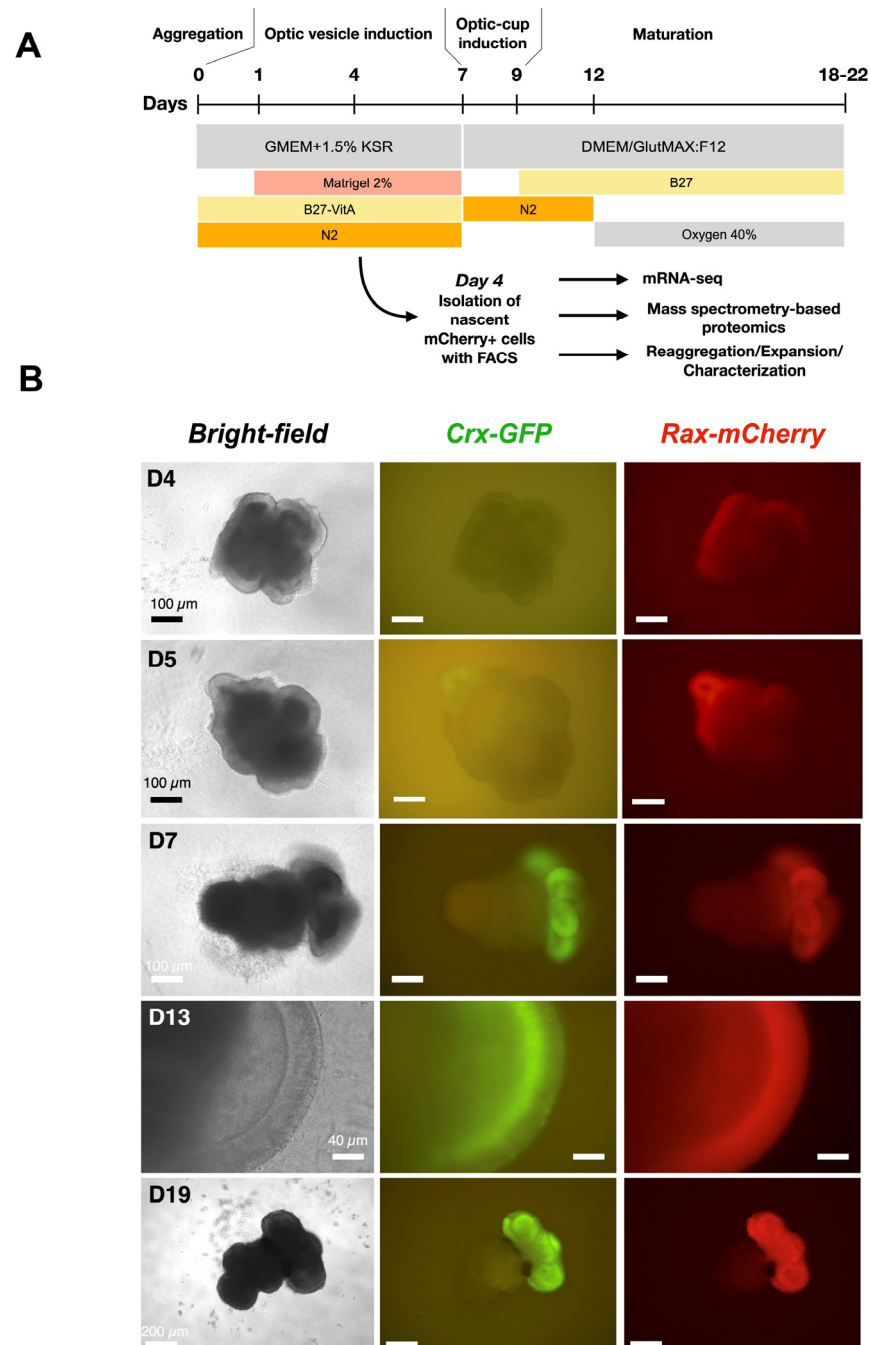 A
Aggregation
Optic vesicle induction
Optic-cup
induction
Maturation
0
1
4
7
9
12
18-22
Days
GMEM+1.5% KSR
DMEM/GlutMAX:F12
Matrigel 2%
B27
B27-VitA
N2
N2
Oxygen 40%
Day 4
Isolation of
nascent
mCherry+ cells
with FACS
mRNA-seq
Mass spectrometry-based
proteomics
Reaggregation/Expansion/
Characterization
B
Bright-field
Crx-GFP
Rax-mCherry
D4
100 µm
D5
100 µm
D7
100 µm
D13
40 µm
D19
200 µm